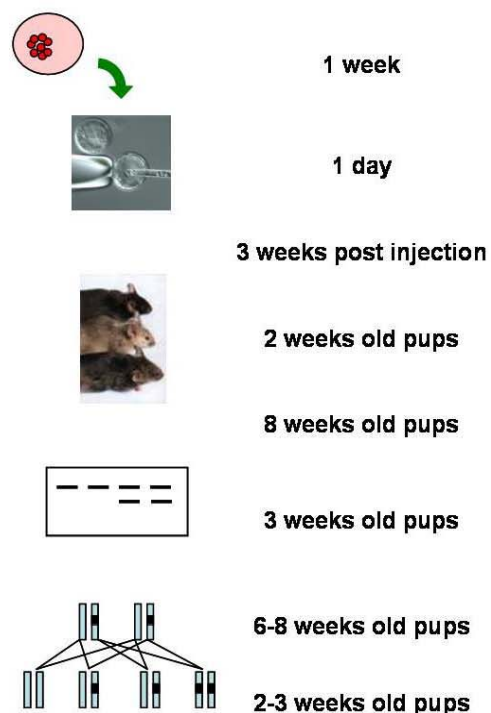 1 week
1 day
3 weeks post injection
2 weeks old pups
8 weeks old pups
3 weeks old pups
6-8 weeks old pups
2-3 weeks old pups